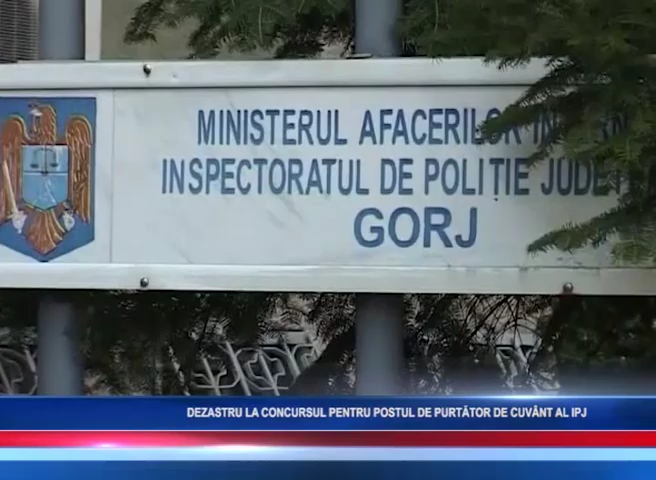 MINISTERUL AFACERILOR
INSPECTORATUL DE POLIȚIE
GORJ
DEZASTRU LA CONCURSUL PENTRU POSTUL DE PURTĂTOR DE CUVÂNT AL IPJ